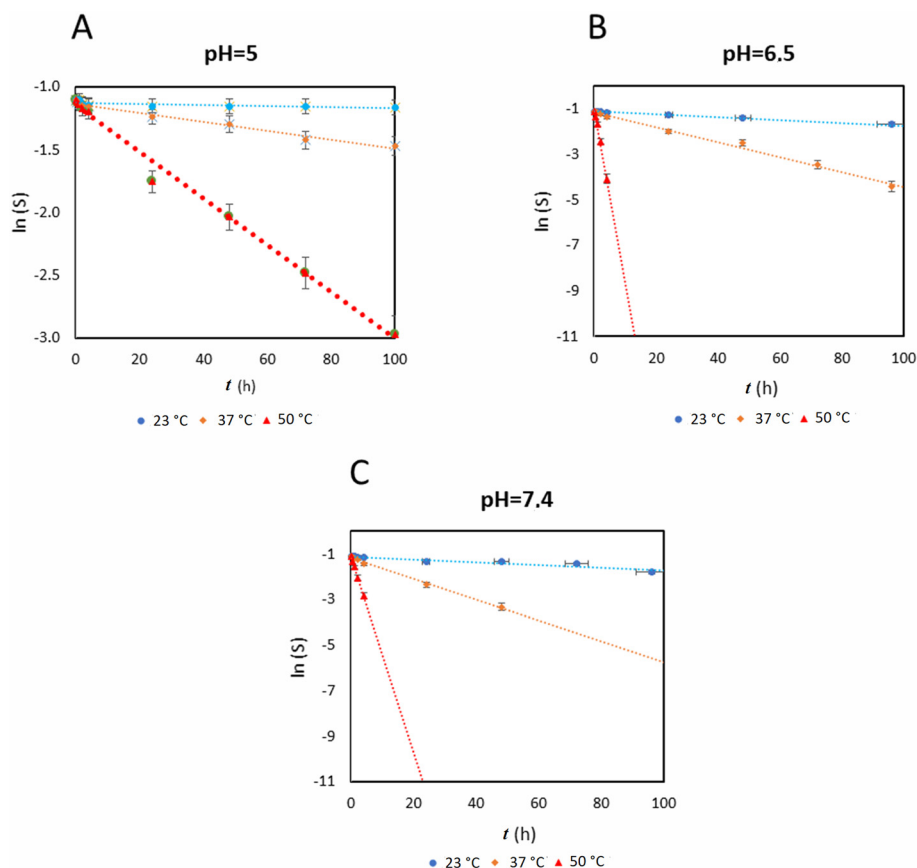 A
pH=5
-1.0
-1.5
-2.0
-2.5
-3.0
ln (S)
0 20 40 60 80 100
t (h)
23 °C 37 °C 50 °C
B
pH=6.5
-1
-3
-5
-7
-9
-11
ln (S)
0 20 40 60 80 100
t (h)
23 °C 37 °C 50 °C
C
pH=7.4
-1
-3
-5
-7
-9
-11
ln (S)
0 20 40 60 80 100
t (h)
23 °C 37 °C 50 °C